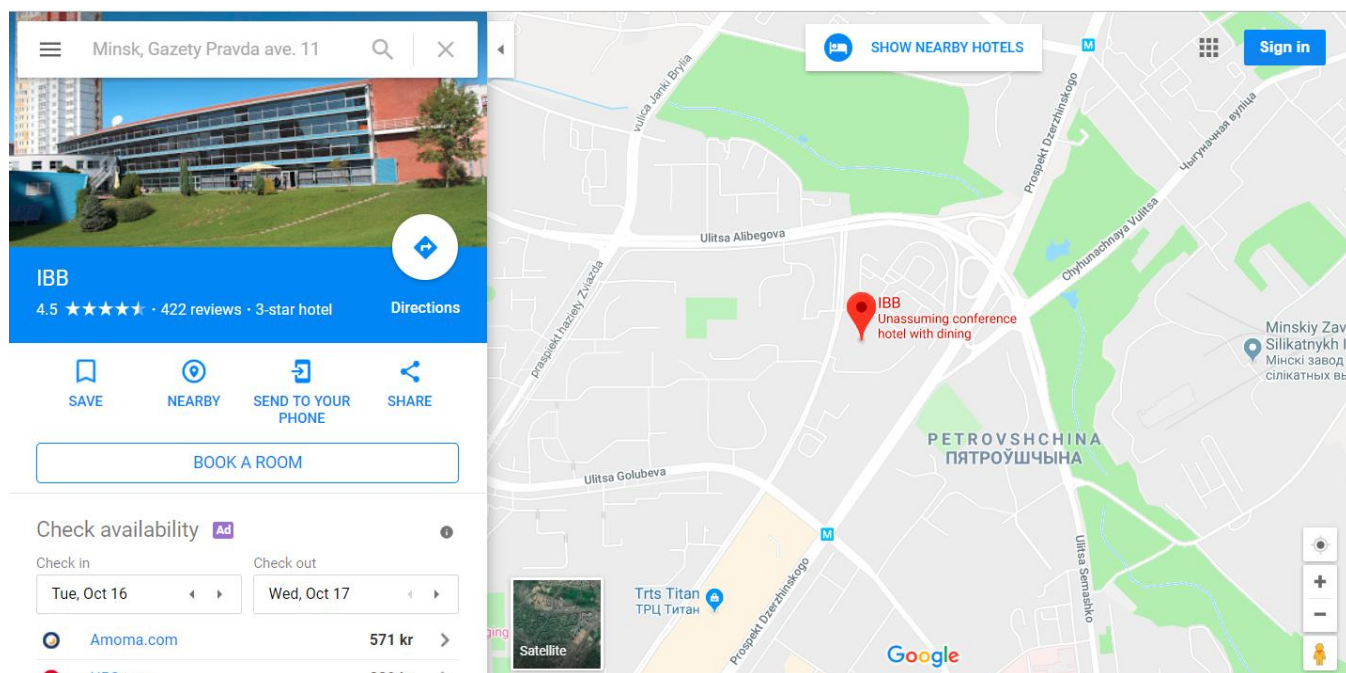 Minsk, Gazety Pravda ave. 11
IBB
4.5 · 422 reviews · 3-star hotel
Directions
SAVE
NEARBY
SEND TO YOUR
PHONE
SHARE
BOOK A ROOM
Check availability Ad
Check in
Check out
Tue, Oct 16
Wed, Oct 17
Amoma.com 571 kr
SHOW NEARBY HOTELS
Sign in
M
vulica Janki Brylia
Prospekt Dzerzhinskogo
Чыгуначная вуліца
Ulitsa Alibegova
Chyhunachnaya Vulitsa
praspiekt haziety Zviazda
IBB
Unassuming conference
hotel with dining
Minskiy Zav
Silikatnykh I
Мінскі завод
сілікатных вы
PETROVSHCHINA
ПЯТРОЎШЧЫНА
Ulitsa Golubeva
M
Ulitsa Semashko
Trts Titan
ТРЦ Титан
Prospekt Dzerzhinskogo
ging
Satellite
Google